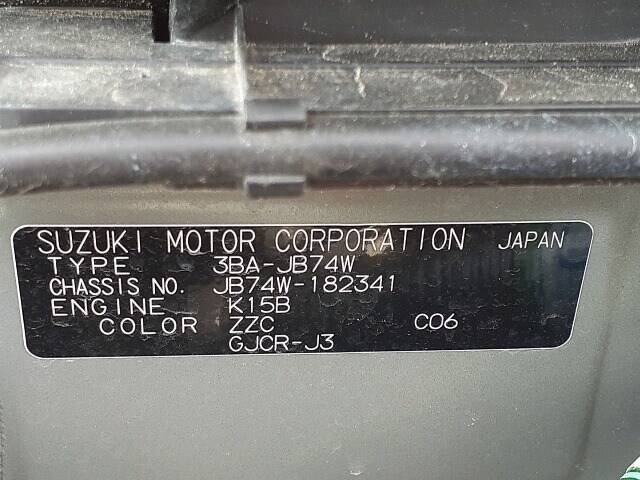 SUZUKI MOTOR CORPORATION JAPAN
TYPE 3BA-JB74W
CHASSIS NO. JB74W-182341
ENGINE K15B
COLOR ZZC C06
GJCR-J3